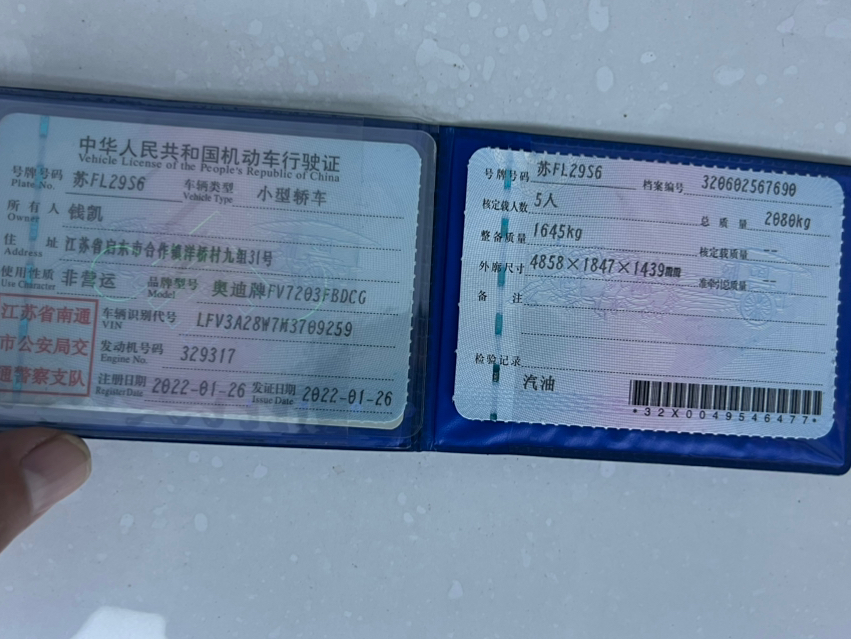 中华人民共和国机动车行驶证
Vehicle License of the People's Republic of China
号牌号码 苏FL29S6 车辆类型 小型轿车
Plate No. Vehicle Type
所有人 钱凯
Owner
住址 江苏省启东市合作镇洋桥村九组31号
Address
使用性质 非营运 品牌型号 奥迪牌FV7203FBDCG
Use Character Model
江苏省南通
市公安局交
通警察支队
车辆识别代号 LFV3A28W7M3709259
VIN
发动机号码 329317
Engine No.
注册日期 2022-01-26 发证日期 2022-01-26
Register Date Issue Date
号牌号码 苏FL29S6 档案编号 320602567690
核定载人数 5人 总质量 2080kg
整备质量 1645kg 核定载质量 --
外廓尺寸 4858×1847×1439mm 准牵引总质量 --
备注
检验记录
汽油
*32X0049546477*